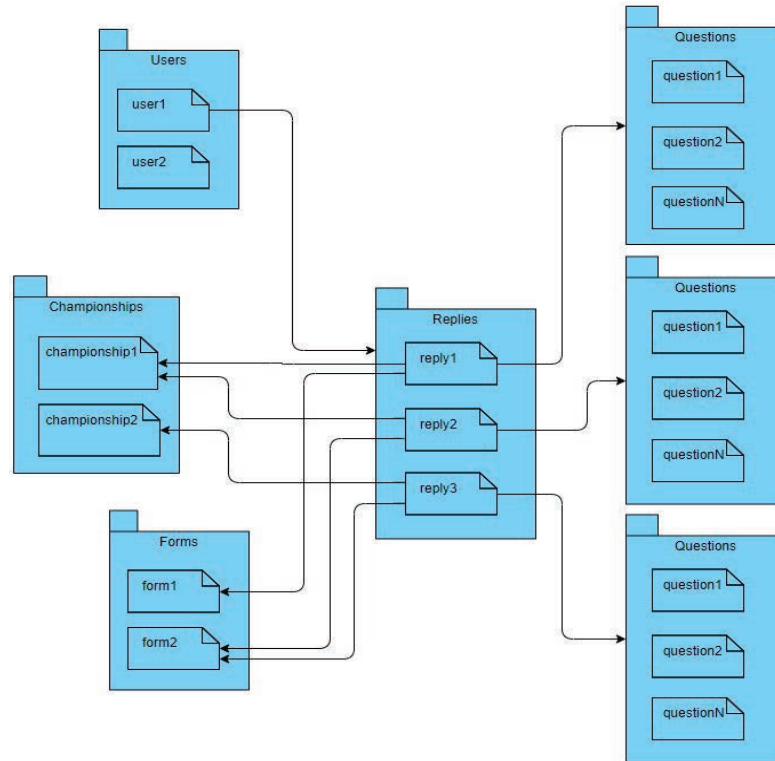 Users
user1
user2
Championships
championship1
championship2
Forms
form1
form2
Replies
reply1
reply2
reply3
Questions
question1
question2
questionN
Questions
question1
question2
questionN
Questions
question1
question2
questionN